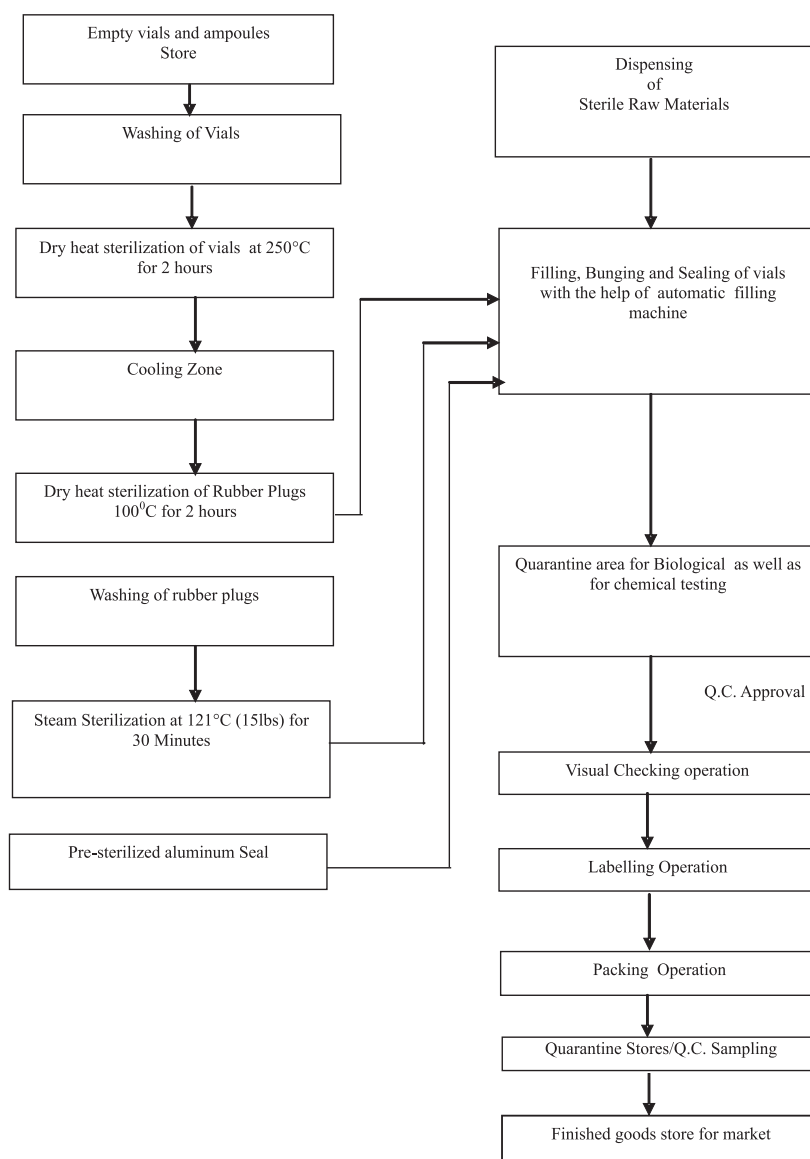 Empty vials and ampoules
Store
Washing of Vials
Dry heat sterilization of vials at 250°C
for 2 hours
Cooling Zone
Dry heat sterilization of Rubber Plugs
100⁰C for 2 hours
Washing of rubber plugs
Steam Sterilization at 121°C (15lbs) for
30 Minutes
Pre-sterilized aluminum Seal
Dispensing
of
Sterile Raw Materials
Filling, Bunging and Sealing of vials
with the help of automatic filling
machine
Quarantine area for Biological as well as
for chemical testing
Q.C. Approval
Visual Checking operation
Labelling Operation
Packing Operation
Quarantine Stores/Q.C. Sampling
Finished goods store for market